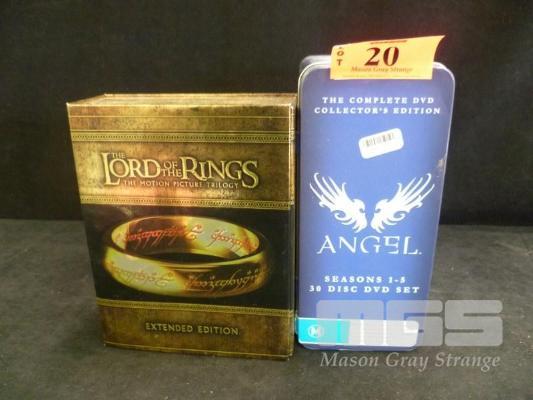 THE
LORD OF THE RINGS
THE MOTION PICTURE TRILOGY
EXTENDED EDITION
LOT
20
Mason Gray Strange
THE COMPLETE DVD
COLLECTOR'S EDITION
ANGEL
SEASONS 1-5
30 DISC DVD SET
M
MGS
Mason Gray Strange